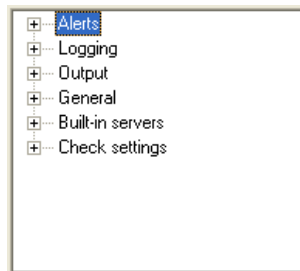 Alerts
Logging
Output
General
Built-in servers
Check settings